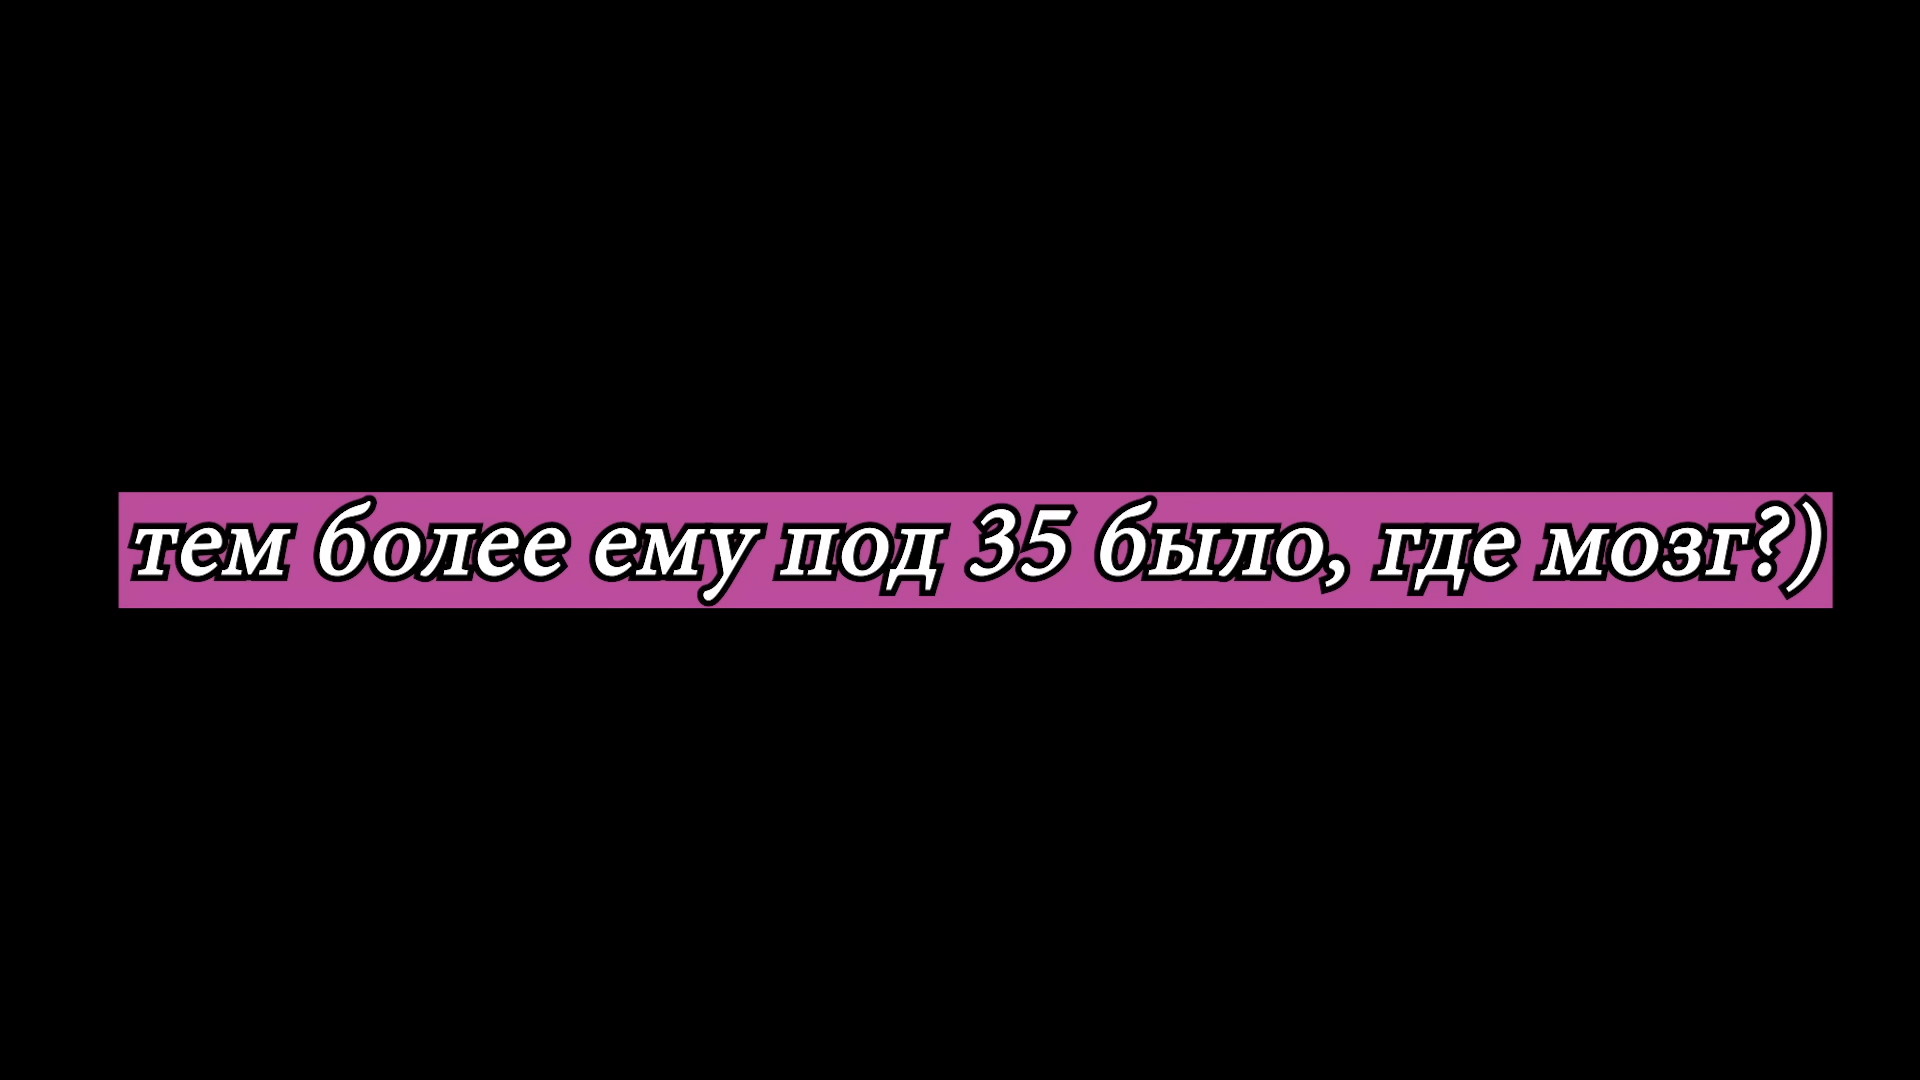 тем более ему под 35 было, где мозг?)